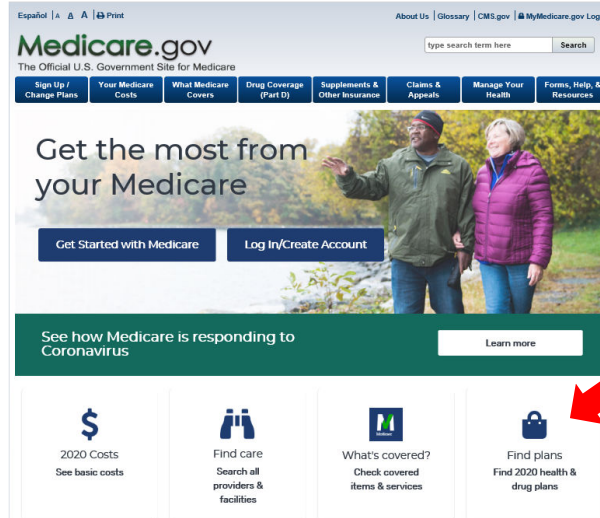 Español | A A A | Print
About Us | Glossary | CMS.gov | MyMedicare.gov Log
Medicare.gov
The Official U.S. Government Site for Medicare
type search term here
Search
Sign Up / Change Plans
Your Medicare Costs
What Medicare Covers
Drug Coverage (Part D)
Supplements & Other Insurance
Claims & Appeals
Manage Your Health
Forms, Help, & Resources
Get the most from
your Medicare
Get Started with Medicare
Log In/Create Account
See how Medicare is responding to
Coronavirus
Learn more
2020 Costs
See basic costs
Find care
Search all
providers &
facilities
What's covered?
Check covered
items & services
Find plans
Find 2020 health &
drug plans